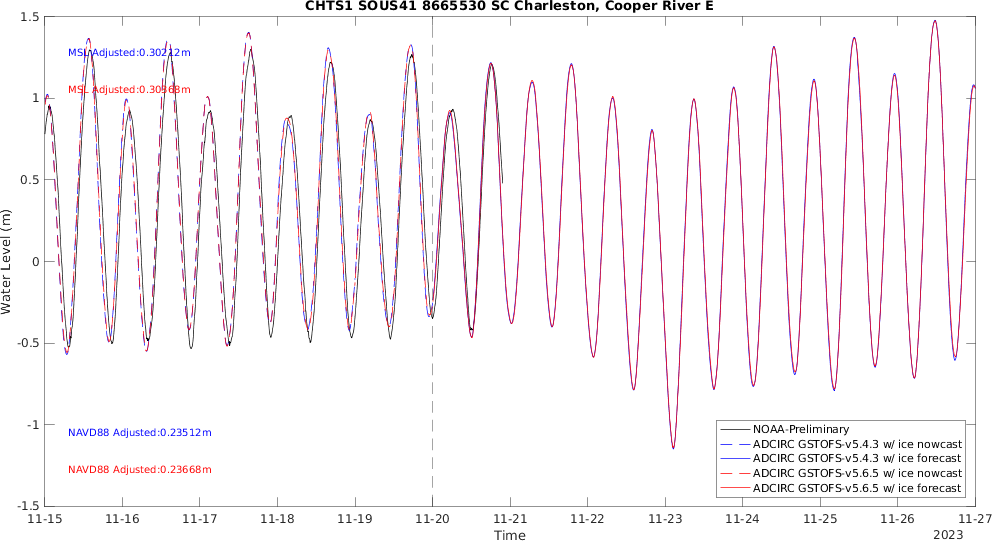 CHTS1 SOUS41 8665530 SC Charleston, Cooper River E
1.5
1
0.5
0
-0.5
-1
-1.5
Water Level (m)
MSL Adjusted:
MSL Adjusted:
NAVD88 Adjusted:0.23512m
NAVD88 Adjusted:0.23668m
NOAA-Preliminary
ADCIRC GSTOFS-v5.4.3 w/ ice nowcast
ADCIRC GSTOFS-v5.4.3 w/ ice forecast
ADCIRC GSTOFS-v5.6.5 w/ ice nowcast
ADCIRC GSTOFS-v5.6.5 w/ ice forecast
11-15 11-16 11-17 11-18 11-19 11-20 11-21 11-22 11-23 11-24 11-25 11-26 11-27
Time
2023